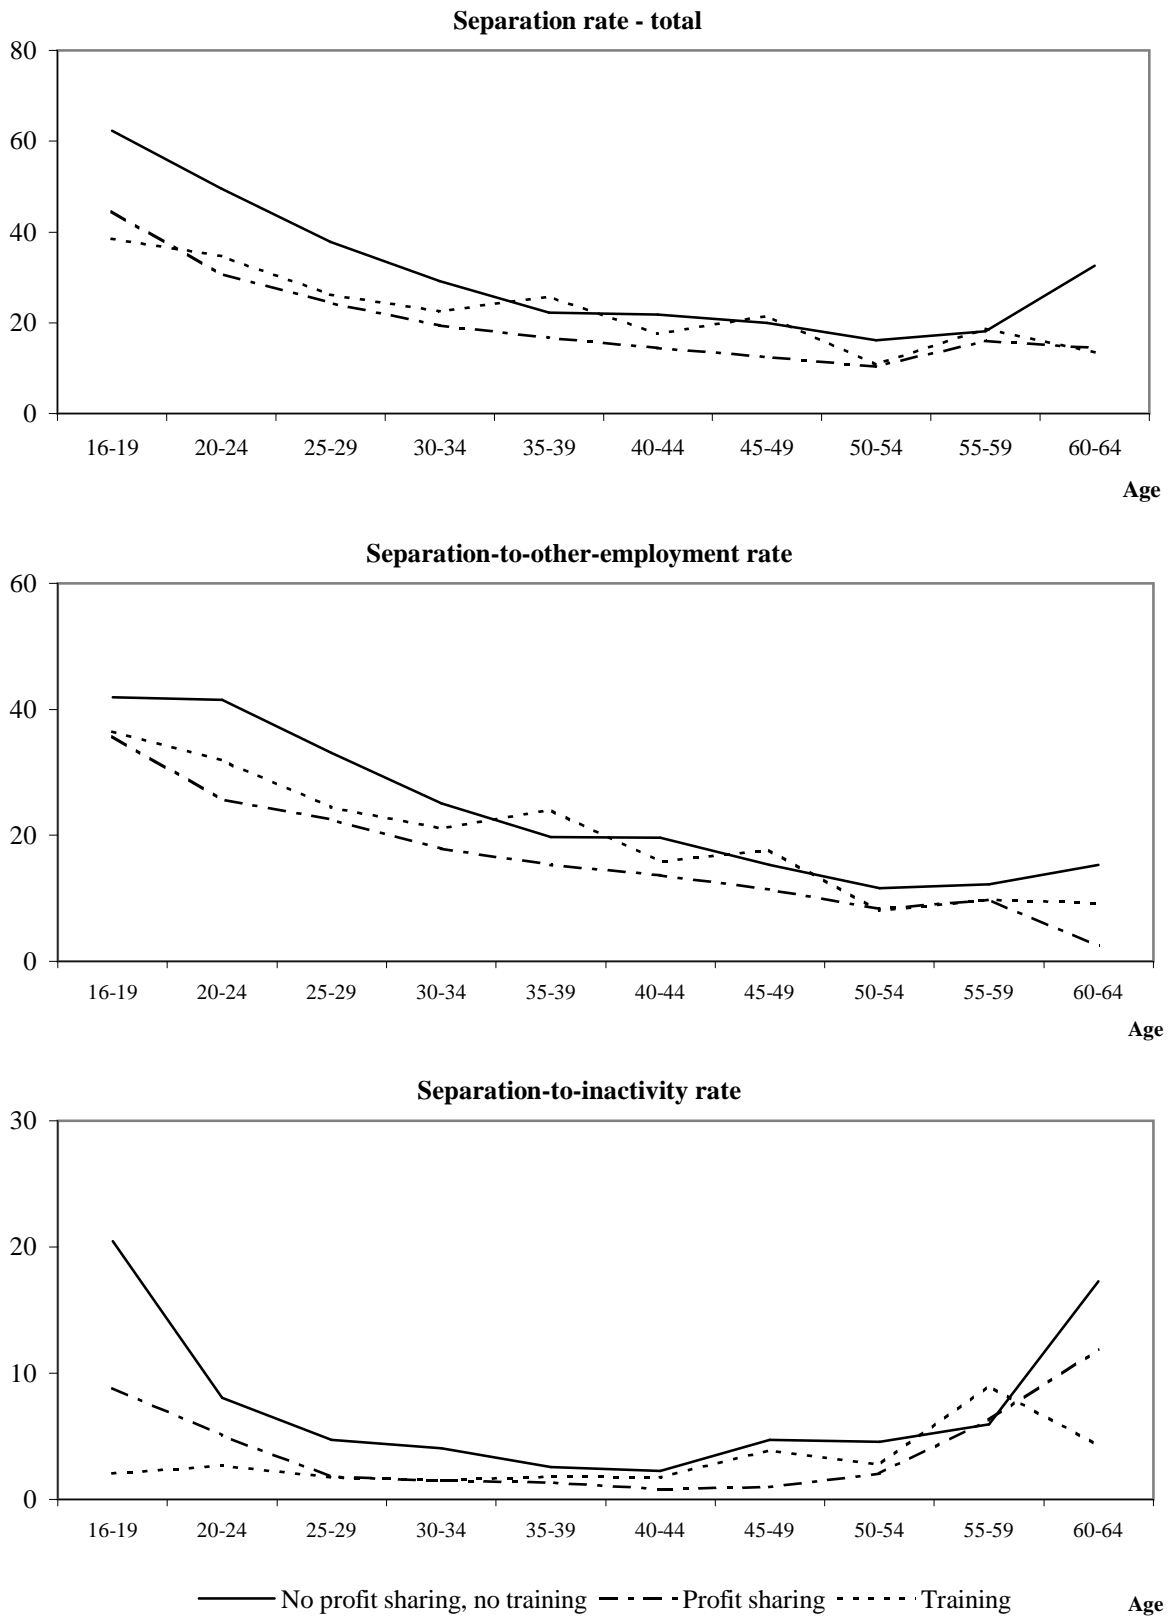 Separation rate - total
80
60
40
20
0
16-19 20-24 25-29 30-34 35-39 40-44 45-49 50-54 55-59 60-64
Age
Separation-to-other-employment rate
60
40
20
0
16-19 20-24 25-29 30-34 35-39 40-44 45-49 50-54 55-59 60-64
Age
Separation-to-inactivity rate
30
20
10
0
16-19 20-24 25-29 30-34 35-39 40-44 45-49 50-54 55-59 60-64
No profit sharing, no training Profit sharing Training Age